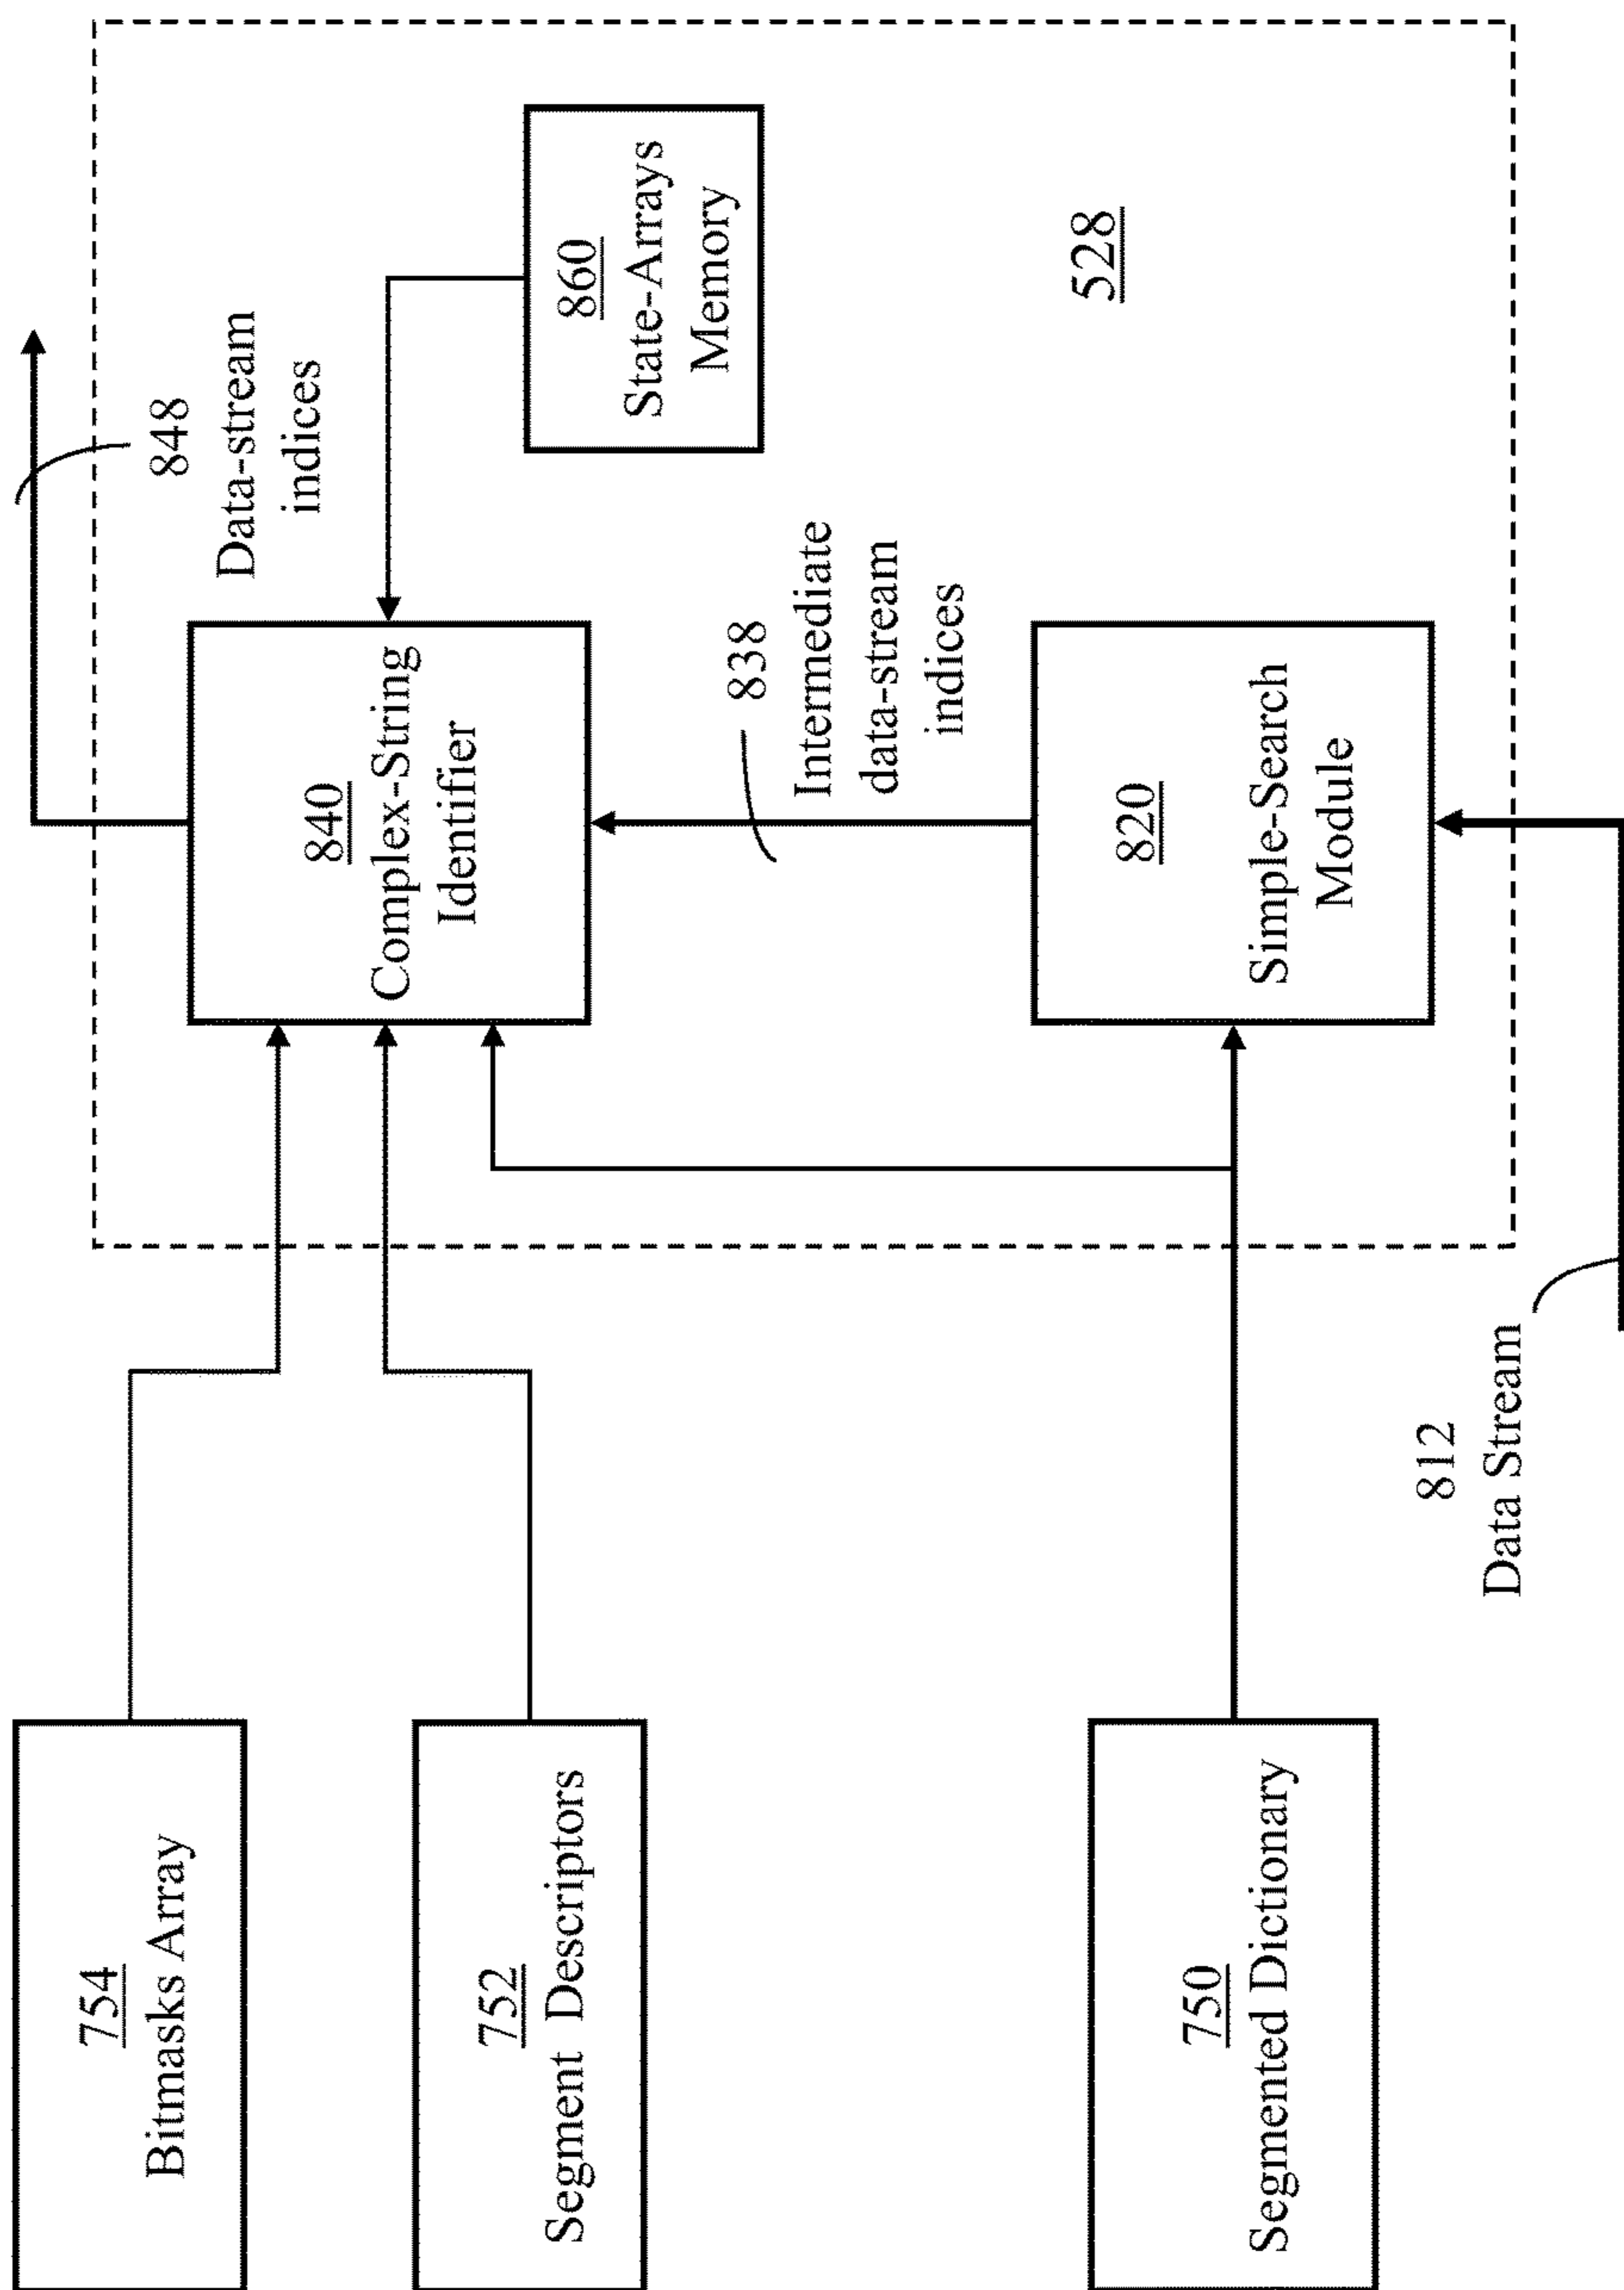 754
Bitmasks Array
752
Segment Descriptors
750
Segmented Dictionary
812
Data Stream
840
Complex-String
Identifier
820
Simple-Search
Module
838
Intermediate
data-stream
indices
848
Data-stream
indices
860
State-Arrays
Memory
528